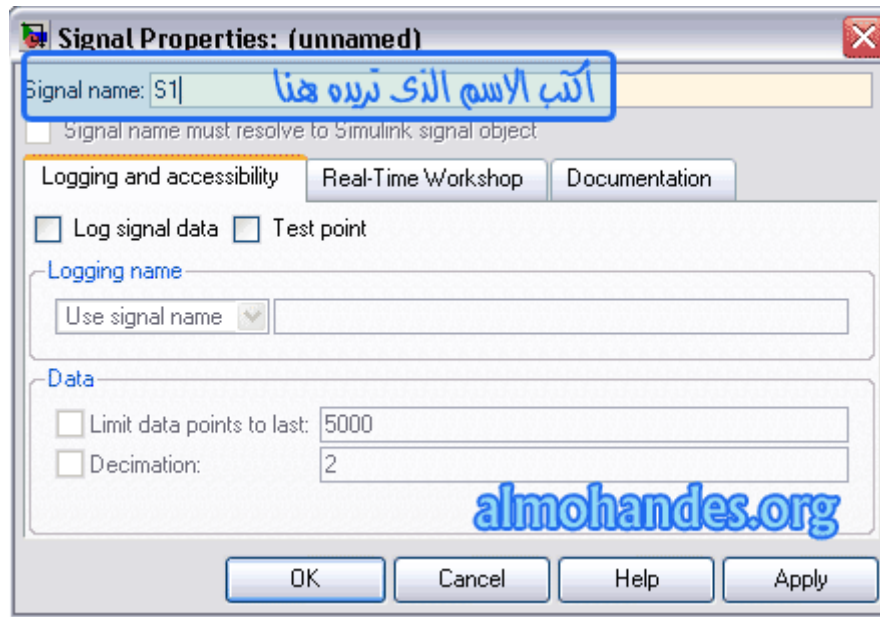 Signal Properties: (unnamed)
Signal name: S1 أكتب الاسم الذى تريده هنا
Signal name must resolve to Simulink signal object
Logging and accessibility Real-Time Workshop Documentation
Log signal data Test point
Logging name
Use signal name
Data
Limit data points to last: 5000
Decimation: 2
almohandes.org
OK Cancel Help Apply